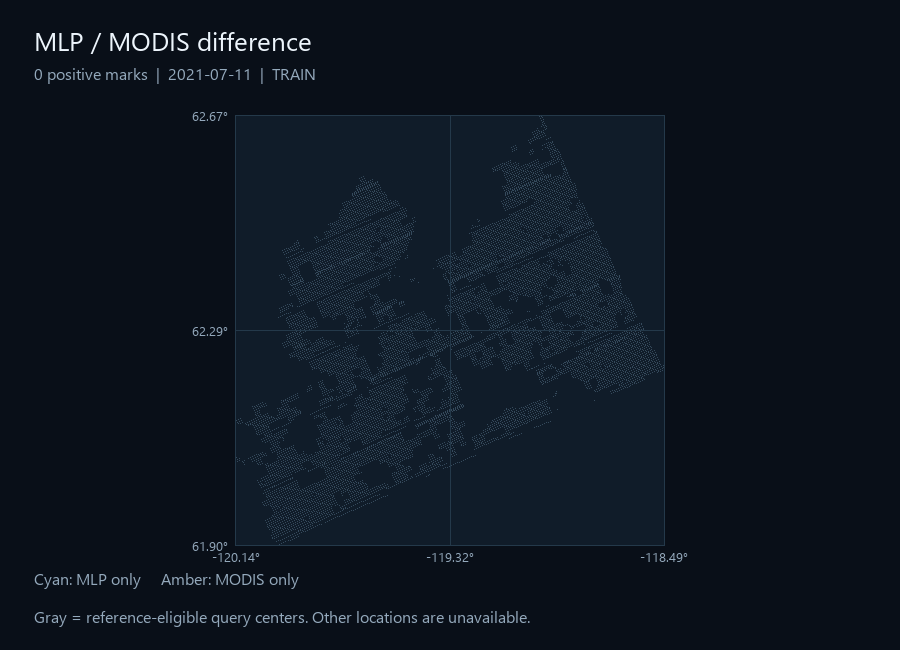 MLP / MODIS difference
0 positive marks | 2021-07-11 | TRAIN
62.67°
62.29°
61.90°
-120.14° -119.32° -118.49°
Cyan: MLP only Amber: MODIS only
Gray = reference-eligible query centers. Other locations are unavailable.